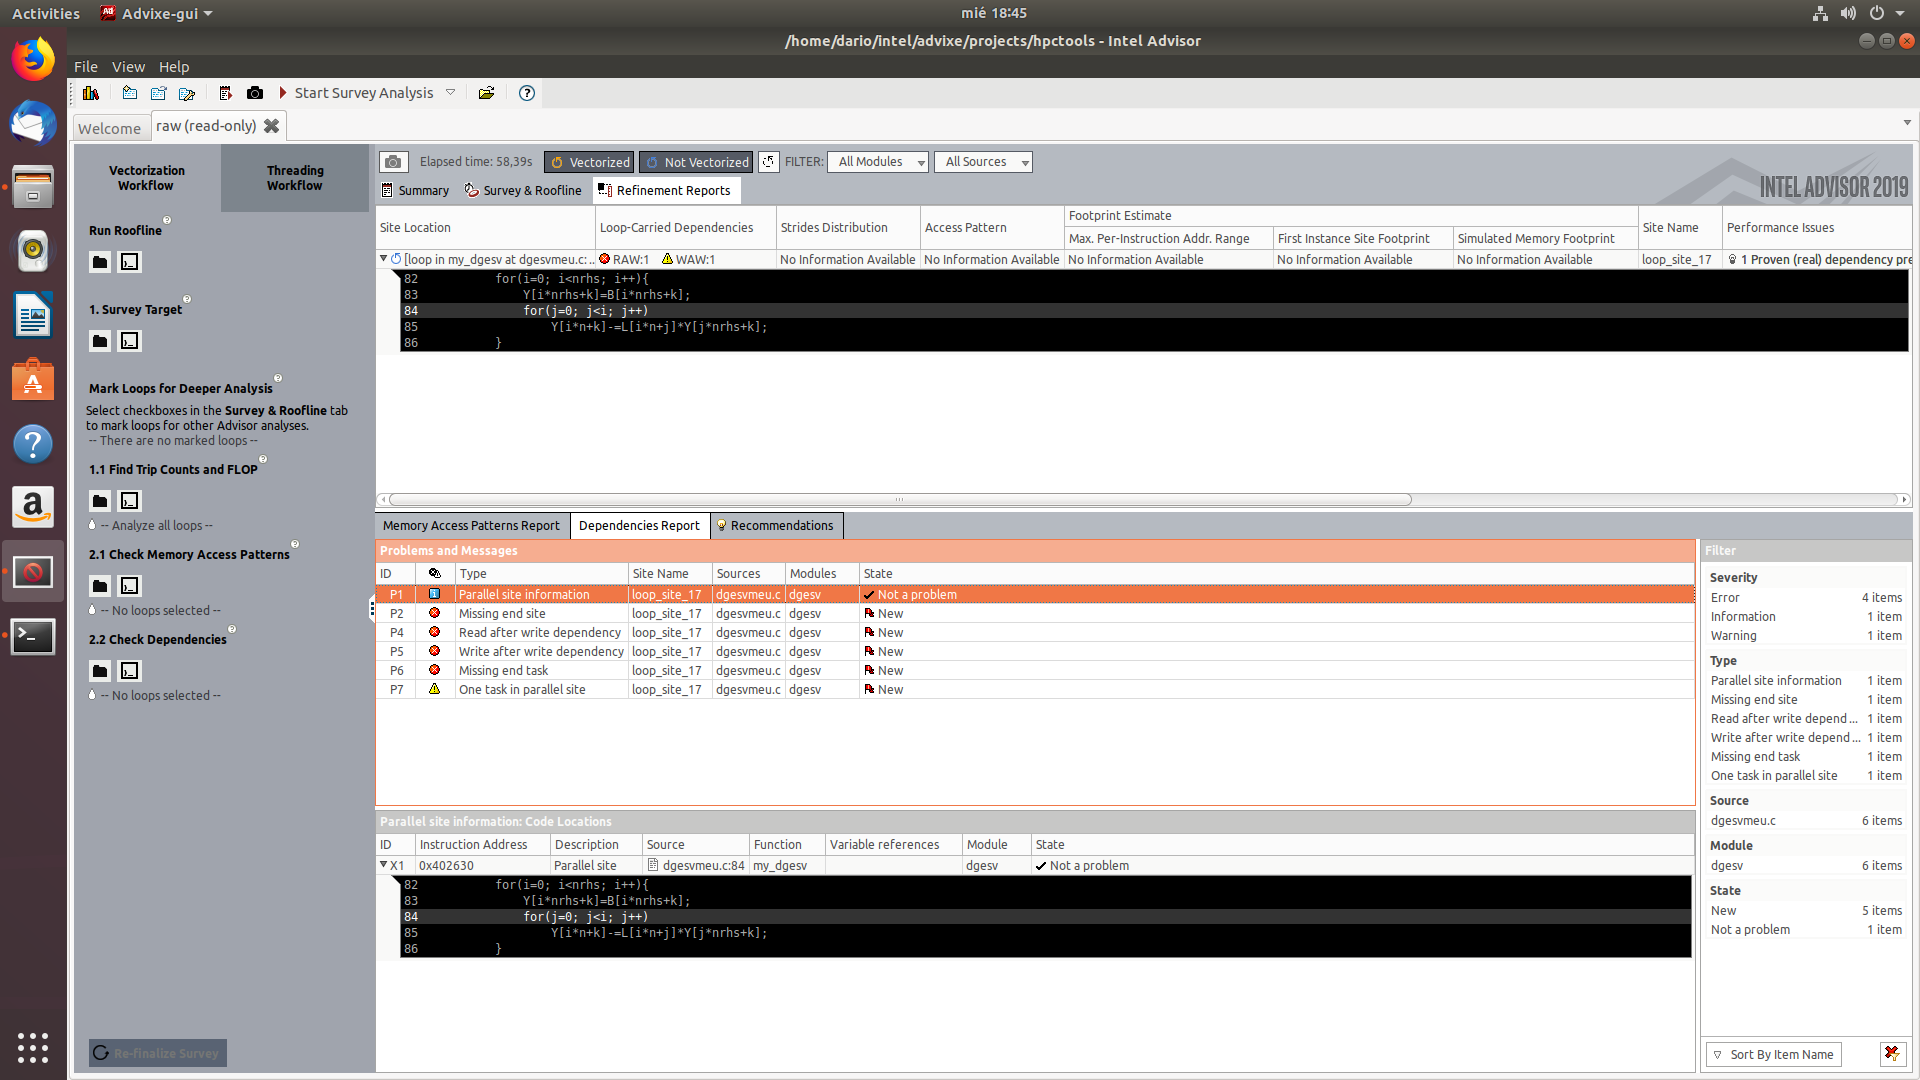 Activities
Advixe-gui
mié 18:45
/home/dario/intel/advixe/projects/hpctools - Intel Advisor
File View Help
Start Survey Analysis
Welcome
raw (read-only)
Vectorization Workflow
Threading Workflow
Run Roofline
1. Survey Target
Mark Loops for Deeper Analysis
Select checkboxes in the Survey & Roofline tab
to mark loops for other Advisor analyses.
-- There are no marked loops --
1.1 Find Trip Counts and FLOP
-- Analyze all loops --
2.1 Check Memory Access Patterns
-- No loops selected --
2.2 Check Dependencies
-- No loops selected --
Re-finalize Survey
Elapsed time: 58,39s Vectorized Not Vectorized FILTER: All Modules All Sources
Summary Survey & Roofline Refinement Reports
INTEL ADVISOR 2019
Site Location Loop-Carried Dependencies Strides Distribution Access Pattern Footprint Estimate Site Name Performance Issues
Max. Per-Instruction Addr. Range First Instance Site Footprint Simulated Memory Footprint
[loop in my_dgesv at dgesvmeu.c: ... RAW:1 WAW:1 No Information Available No Information Available No Information Available No Information Available No Information Available loop_site_17 1 Proven (real) dependency pre
82 for(i=0; i<nrhs; i++){
83 Y[i*nrhs+k]=B[i*nrhs+k];
84 for(j=0; j<i; j++)
85 Y[i*n+k]-=L[i*n+j]*Y[j*nrhs+k];
86 }
Memory Access Patterns Report Dependencies Report Recommendations
Problems and Messages
ID Type Site Name Sources Modules State
P1 Parallel site information loop_site_17 dgesvmeu.c dgesv Not a problem
P2 Missing end site loop_site_17 dgesvmeu.c dgesv New
P4 Read after write dependency loop_site_17 dgesvmeu.c dgesv New
P5 Write after write dependency loop_site_17 dgesvmeu.c dgesv New
P6 Missing end task loop_site_17 dgesvmeu.c dgesv New
P7 One task in parallel site loop_site_17 dgesvmeu.c dgesv New
Parallel site information: Code Locations
ID Instruction Address Description Source Function Variable references Module State
X1 0x402630 Parallel site dgesvmeu.c:84 my_dgesv dgesv Not a problem
82 for(i=0; i<nrhs; i++){
83 Y[i*nrhs+k]=B[i*nrhs+k];
84 for(j=0; j<i; j++)
85 Y[i*n+k]-=L[i*n+j]*Y[j*nrhs+k];
86 }
Filter
Severity
Error 4 items
Information 1 item
Warning 1 item
Type
Parallel site information 1 item
Missing end site 1 item
Read after write depend... 1 item
Write after write depend... 1 item
Missing end task 1 item
One task in parallel site 1 item
Source
dgesvmeu.c 6 items
Module
dgesv 6 items
State
New 5 items
Not a problem 1 item
Sort By Item Name